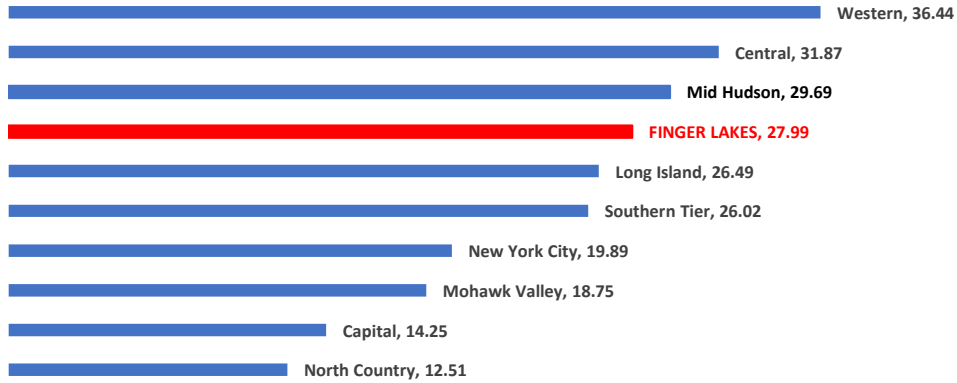 Western, 36.44
Central, 31.87
Mid Hudson, 29.69
FINGER LAKES, 27.99
Long Island, 26.49
Southern Tier, 26.02
New York City, 19.89
Mohawk Valley, 18.75
Capital, 14.25
North Country, 12.51